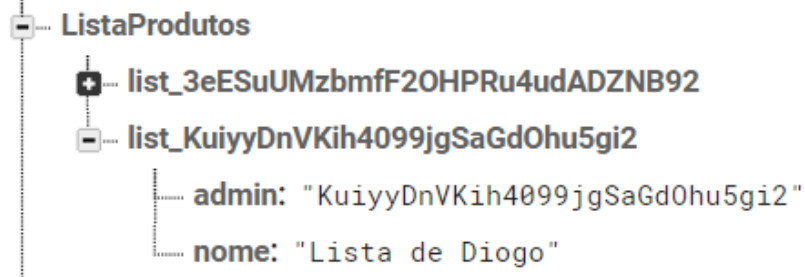 ListaProdutos
list_3eESuUMzbmfF2OHPRu4udADZNB92
list_KuiyyDnVKih4099jgSaGdOhu5gi2
admin: "KuiyyDnVKih4099jgSaGdOhu5gi2"
nome: "Lista de Diogo"